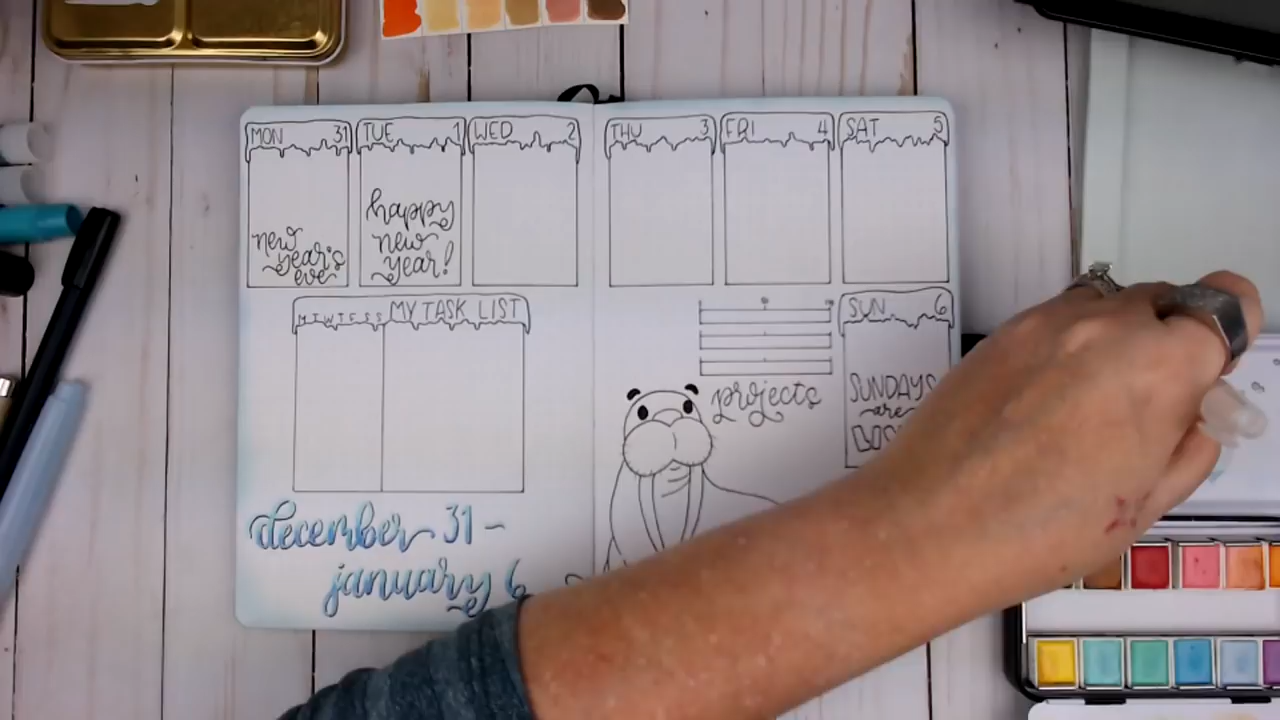 MON 31
TUE 1
WED 2
THU 3
FRI 4
SAT 5
new
year's
eve
happy
new
year!
M T W T F S S MY TASK LIST
SUN 6
SUNDAYS
are
projects
december 31 -
january 6